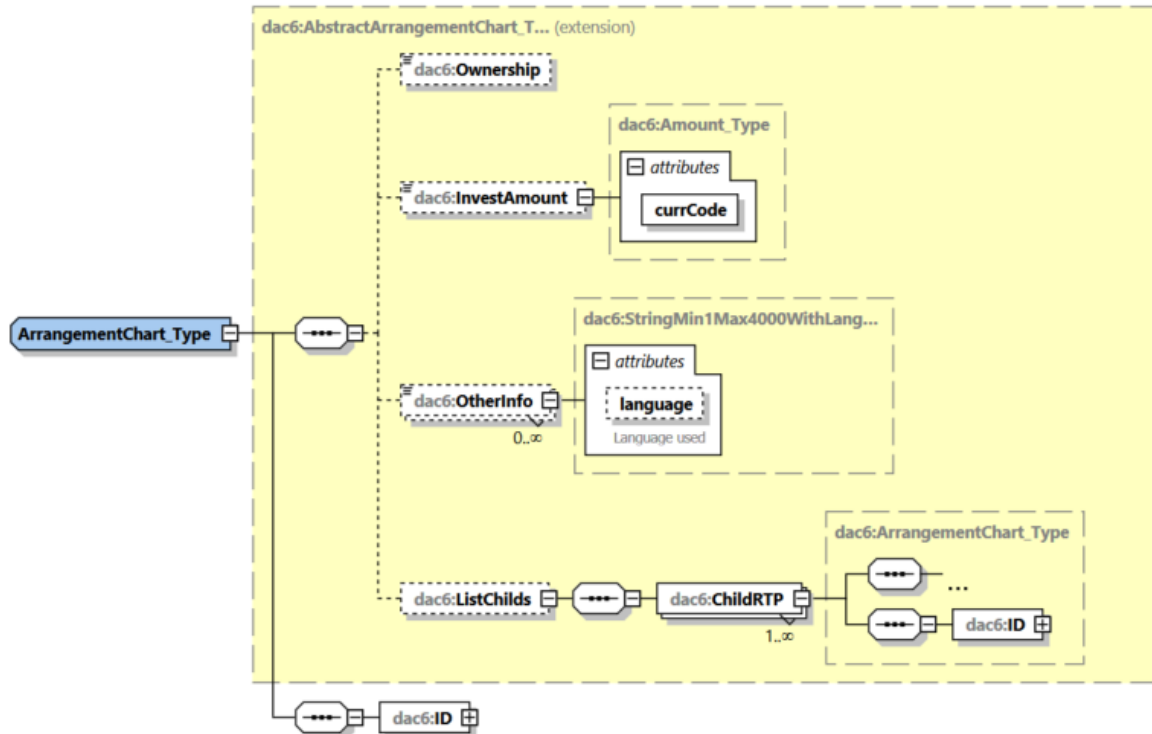 dac6:AbstractArrangementChart_T... (extension)
dac6:Ownership
dac6:Amount_Type
attributes
dac6:InvestAmount
currCode
dac6:StringMin1Max4000WithLang...
ArrangementChart_Type
attributes
dac6:OtherInfo
language
0..∞
Language used
dac6:ArrangementChart_Type
...
dac6:ListChilds
dac6:ChildRTP
1..∞
dac6:ID
dac6:ID